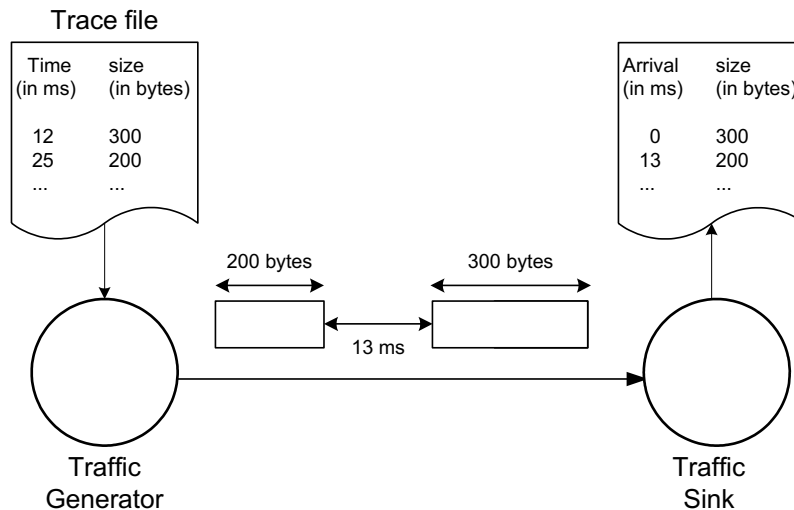 Trace file
Time size
(in ms) (in bytes)
12 300
25 200
... ...
Arrival size
(in ms) (in bytes)
0 300
13 200
... ...
200 bytes
300 bytes
13 ms
Traffic
Generator
Traffic
Sink